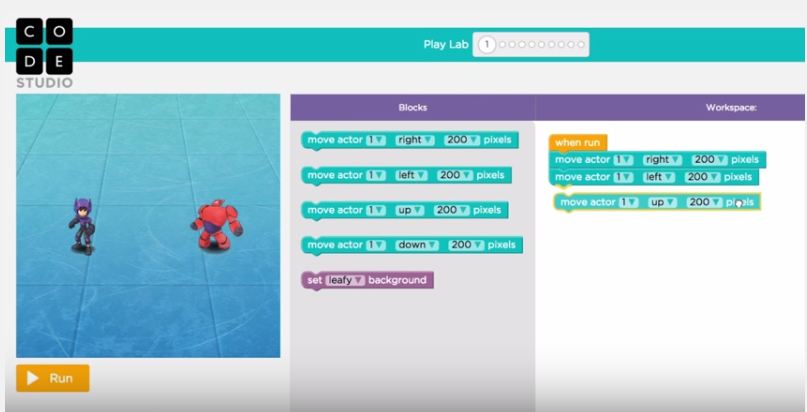 C O
D E
STUDIO
Play Lab 1
Blocks
Workspace:
move actor 1 right 200 pixels
move actor 1 left 200 pixels
move actor 1 up 200 pixels
move actor 1 down 200 pixels
set leafy background
when run
move actor 1 right 200 pixels
move actor 1 left 200 pixels
move actor 1 up 200 pixels
Run